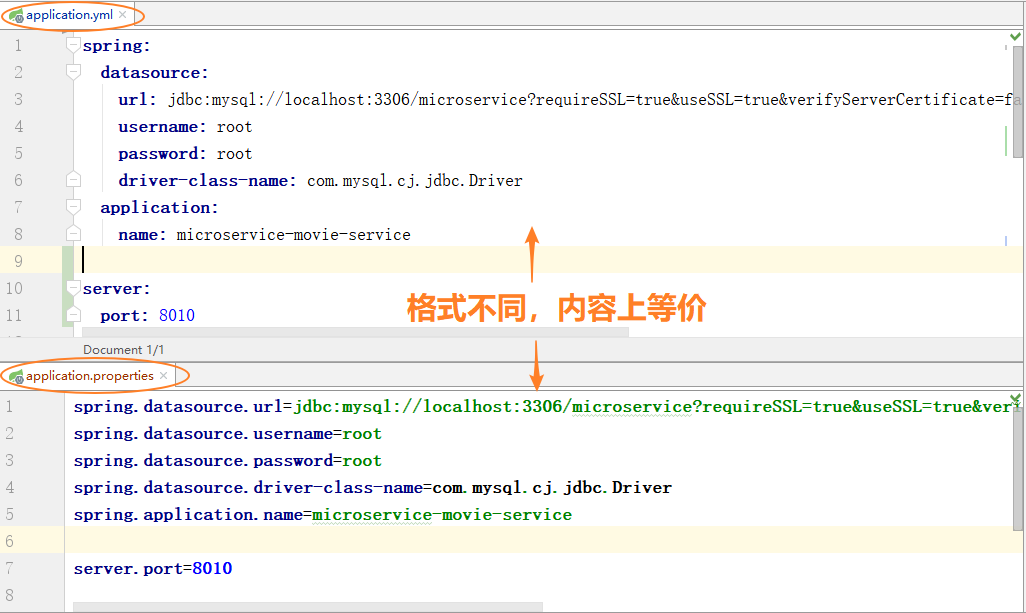 application.yml
1 spring:
2 datasource:
3 url: jdbc:mysql://localhost:3306/microservice?requireSSL=true&useSSL=true&verifyServerCertificate=fa
4 username: root
5 password: root
6 driver-class-name: com.mysql.cj.jdbc.Driver
7 application:
8 name: microservice-movie-service
9
10 server:
11 port: 8010
格式不同，内容上等价
Document 1/1
application.properties
1 spring.datasource.url=jdbc:mysql://localhost:3306/microservice?requireSSL=true&useSSL=true&veri
2 spring.datasource.username=root
3 spring.datasource.password=root
4 spring.datasource.driver-class-name=com.mysql.cj.jdbc.Driver
5 spring.application.name=microservice-movie-service
6
7 server.port=8010
8